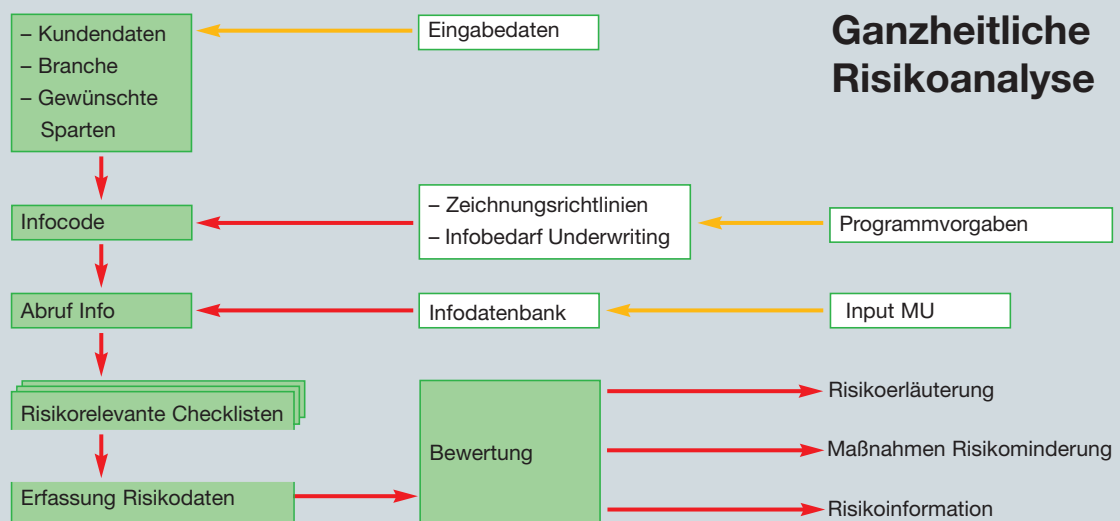 Ganzheitliche
Risikoanalyse
– Kundendaten
– Branche
– Gewünschte
Sparten
Eingabedaten
Infocode
– Zeichnungsrichtlinien
– Infobedarf Underwriting
Programmvorgaben
Abruf Info
Infodatenbank
Input MU
Risikorelevante Checklisten
Erfassung Risikodaten
Bewertung
Risikoerläuterung
Maßnahmen Risikominderung
Risikoinformation